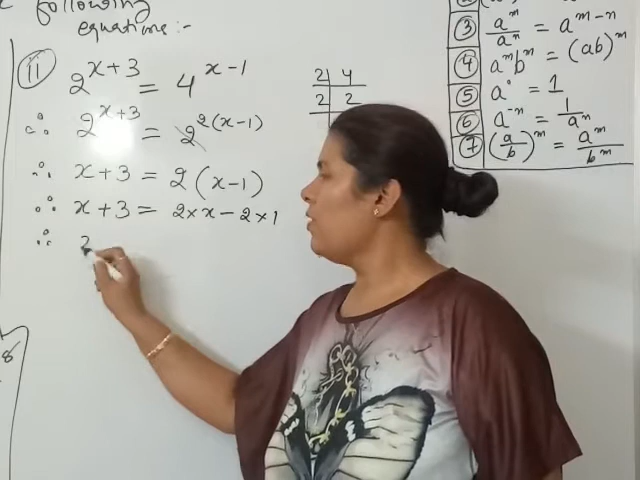 Following
equations:-
11
2^{x+3} = 4^{x-1}
∴ 2^{x+3} = 2^{2(x-1)}
∴ x+3 = 2(x-1)
∴ x+3 = 2×x-2×1
∴
2 | 4
2 | 2
③ a^m/a^n = a^{m-n}
④ a^m b^m = (ab)^m
⑤ a° = 1
⑥ a^{-n} = 1/a^n
⑦ (a/b)^m = a^m/b^m
8